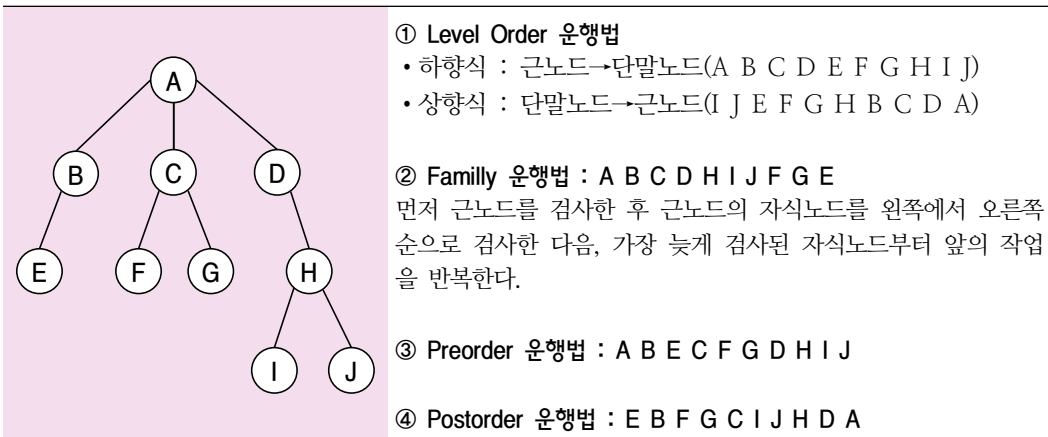 A
B
C
D
E
F
G
H
I
J
① Level Order 운행법
• 하향식 : 근노드→단말노드(A B C D E F G H I J)
• 상향식 : 단말노드→근노드(I J E F G H B C D A)
② Familly 운행법 : A B C D H I J F G E
먼저 근노드를 검사한 후 근노드의 자식노드를 왼쪽에서 오른쪽
순으로 검사한 다음, 가장 늦게 검사된 자식노드부터 앞의 작업
을 반복한다.
③ Preorder 운행법 : A B E C F G D H I J
④ Postorder 운행법 : E B F G C I J H D A